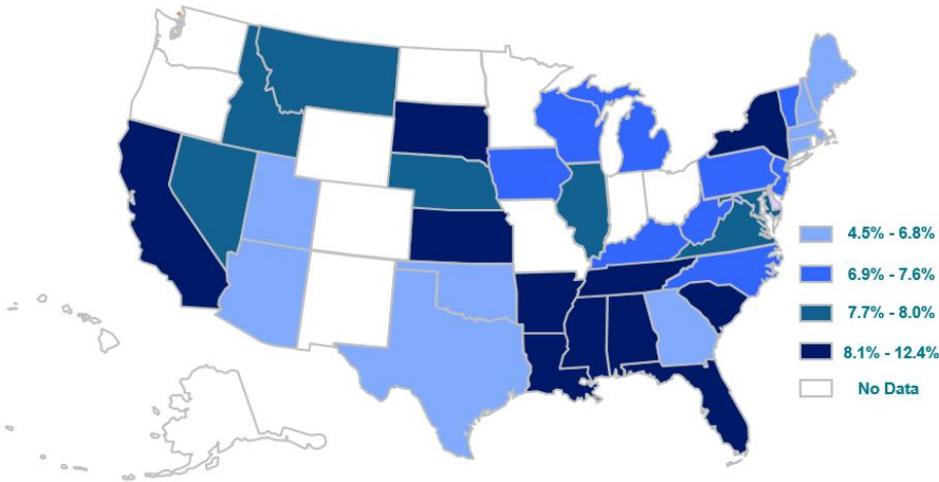 4.5% - 6.8%
6.9% - 7.6%
7.7% - 8.0%
8.1% - 12.4%
No Data